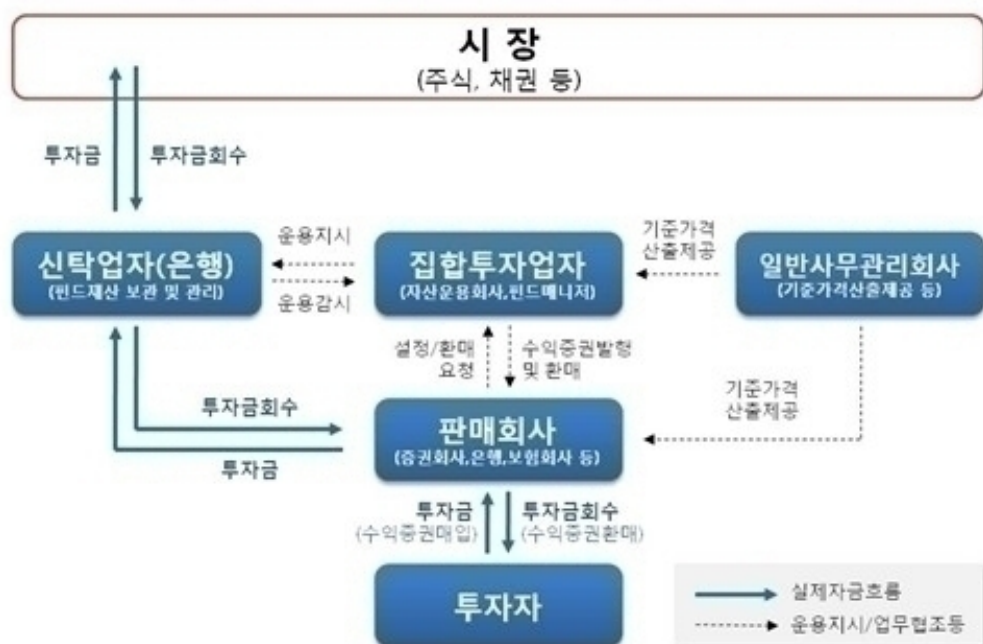 시 장
(주식, 채권 등)
투자금
투자금회수
신탁업자(은행)
(펀드재산 보관 및 관리)
운용지시
운용감시
집합투자업자
(자산운용회사,펀드매니저)
기준가격
산출제공
일반사무관리회사
(기준가격산출제공 등)
설정/환매
요청
수익증권발행
및 환매
기준가격
산출제공
투자금회수
투자금
판매회사
(증권회사,은행,보험회사 등)
투자금
(수익증권매입)
투자금회수
(수익증권환매)
투자자
실제자금흐름
운용지시/업무협조등